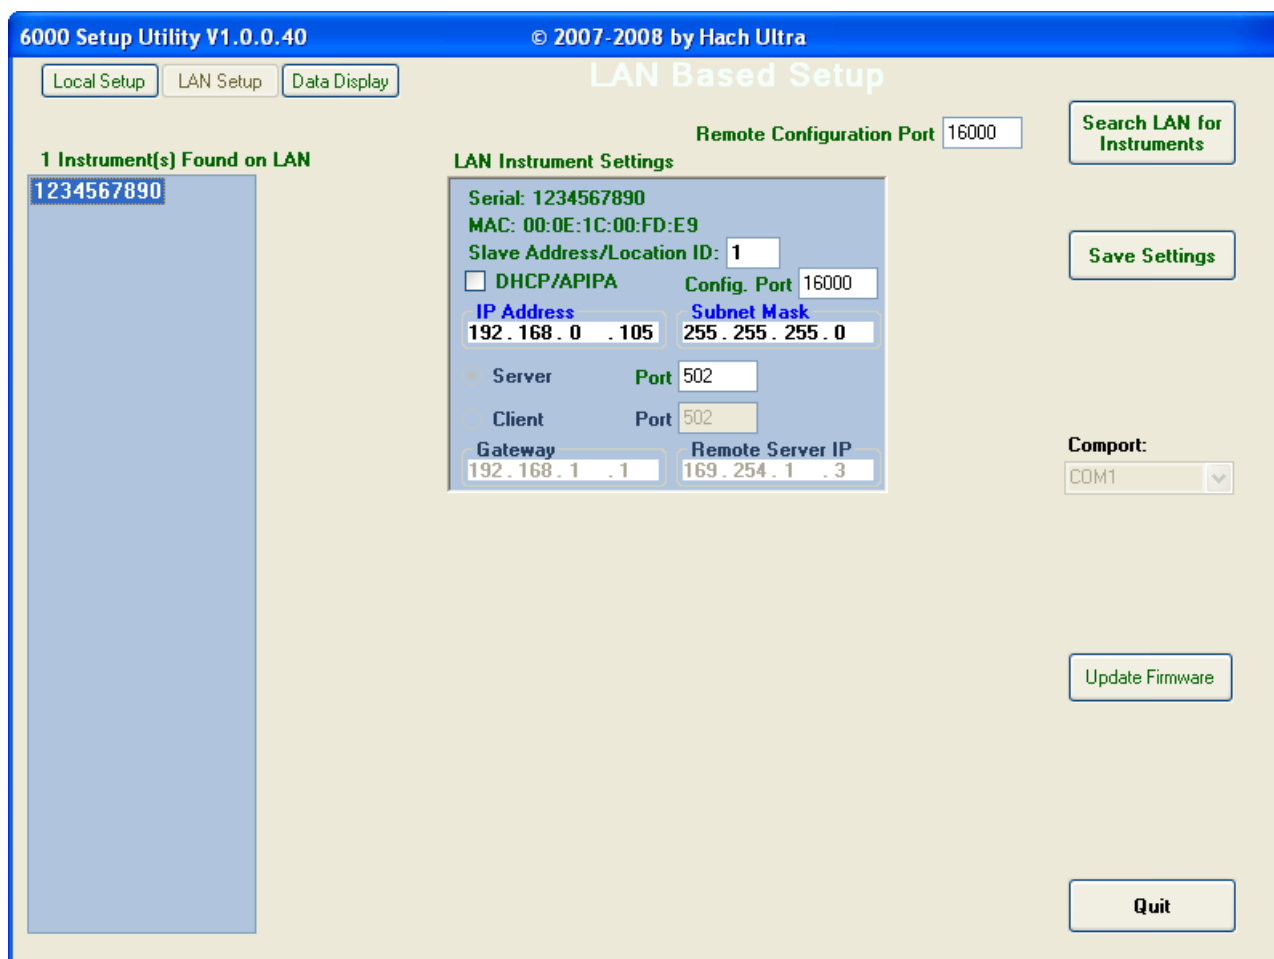 6000 Setup Utility V1.0.0.40 © 2007-2008 by Hach Ultra
Local Setup LAN Setup Data Display LAN Based Setup
Remote Configuration Port 16000
Search LAN for
Instruments
1 Instrument(s) Found on LAN
1234567890
LAN Instrument Settings
Serial: 1234567890
MAC: 00:0E:1C:00:FD:E9
Slave Address/Location ID: 1
DHCP/APIPA Config. Port 16000
IP Address Subnet Mask
192 . 168 . 0 . 105 255 . 255 . 255 . 0
Server Port 502
Client Port 502
Gateway Remote Server IP
192 . 168 . 1 . 1 169 . 254 . 1 . 3
Save Settings
Comport:
COM1
Update Firmware
Quit